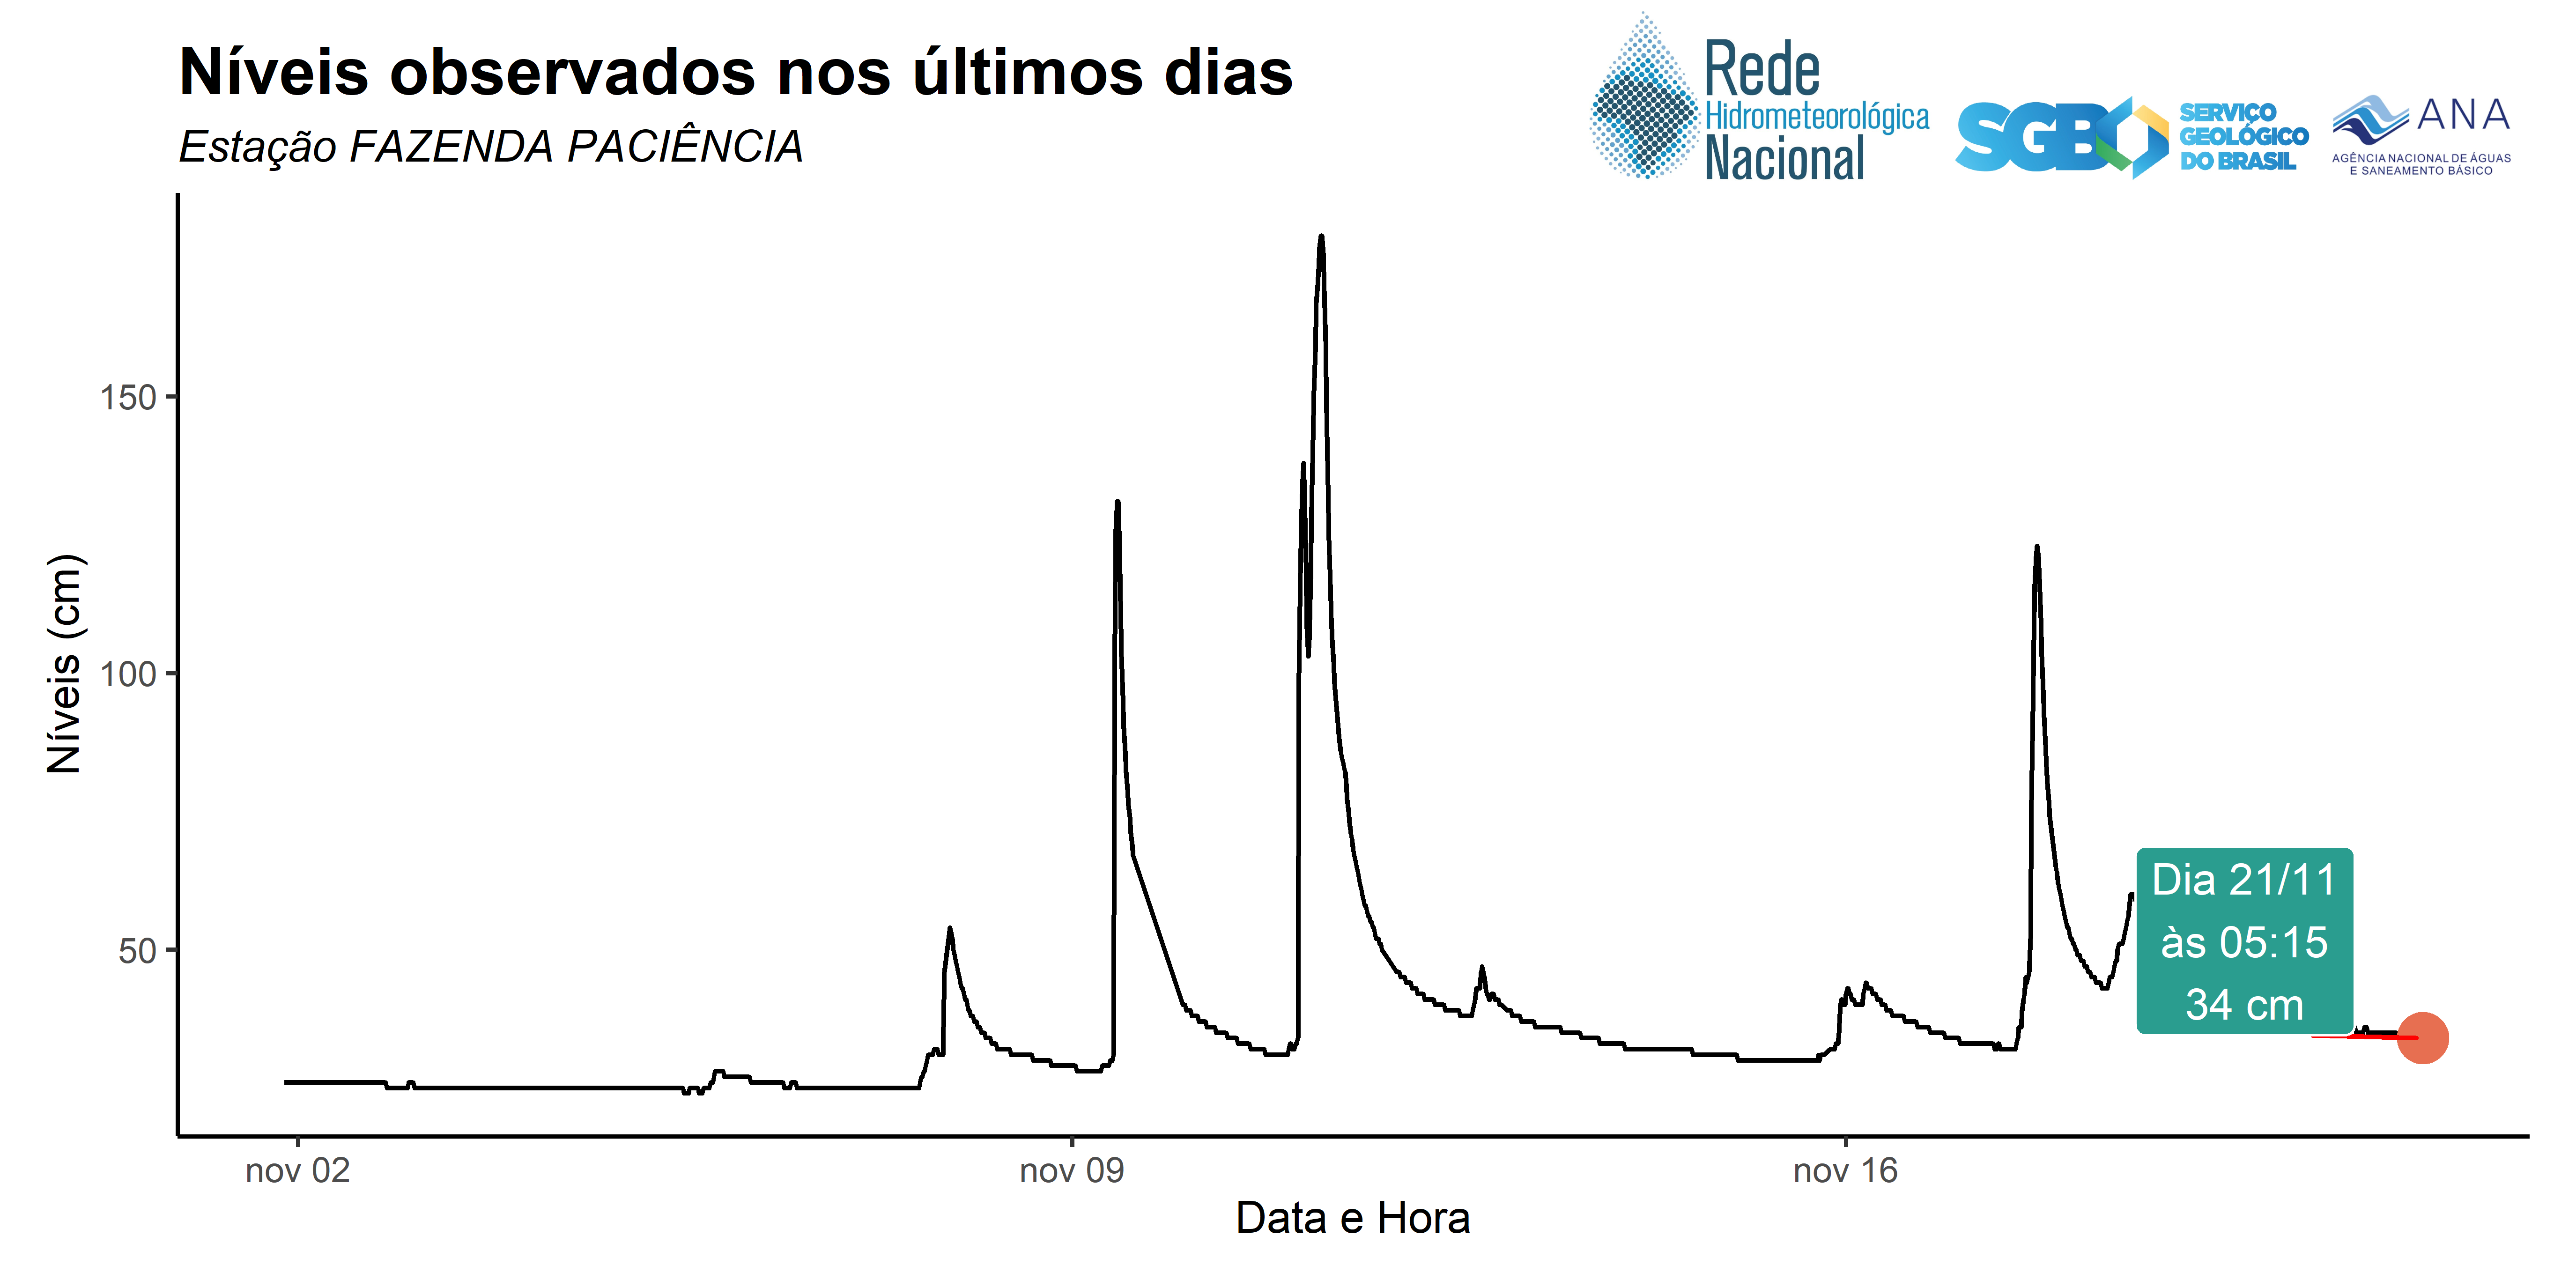 Níveis observados nos últimos dias
Estação FAZENDA PACIÊNCIA
Rede
Hidrometeorológica
Nacional
SGB
SERVIÇO
GEOLÓGICO
DO BRASIL
ANA
AGÊNCIA NACIONAL DE ÁGUAS
E SANEAMENTO BÁSICO
Níveis (cm)
150
100
50
Dia 21/11
às 05:15
34 cm
nov 02
nov 09
nov 16
Data e Hora